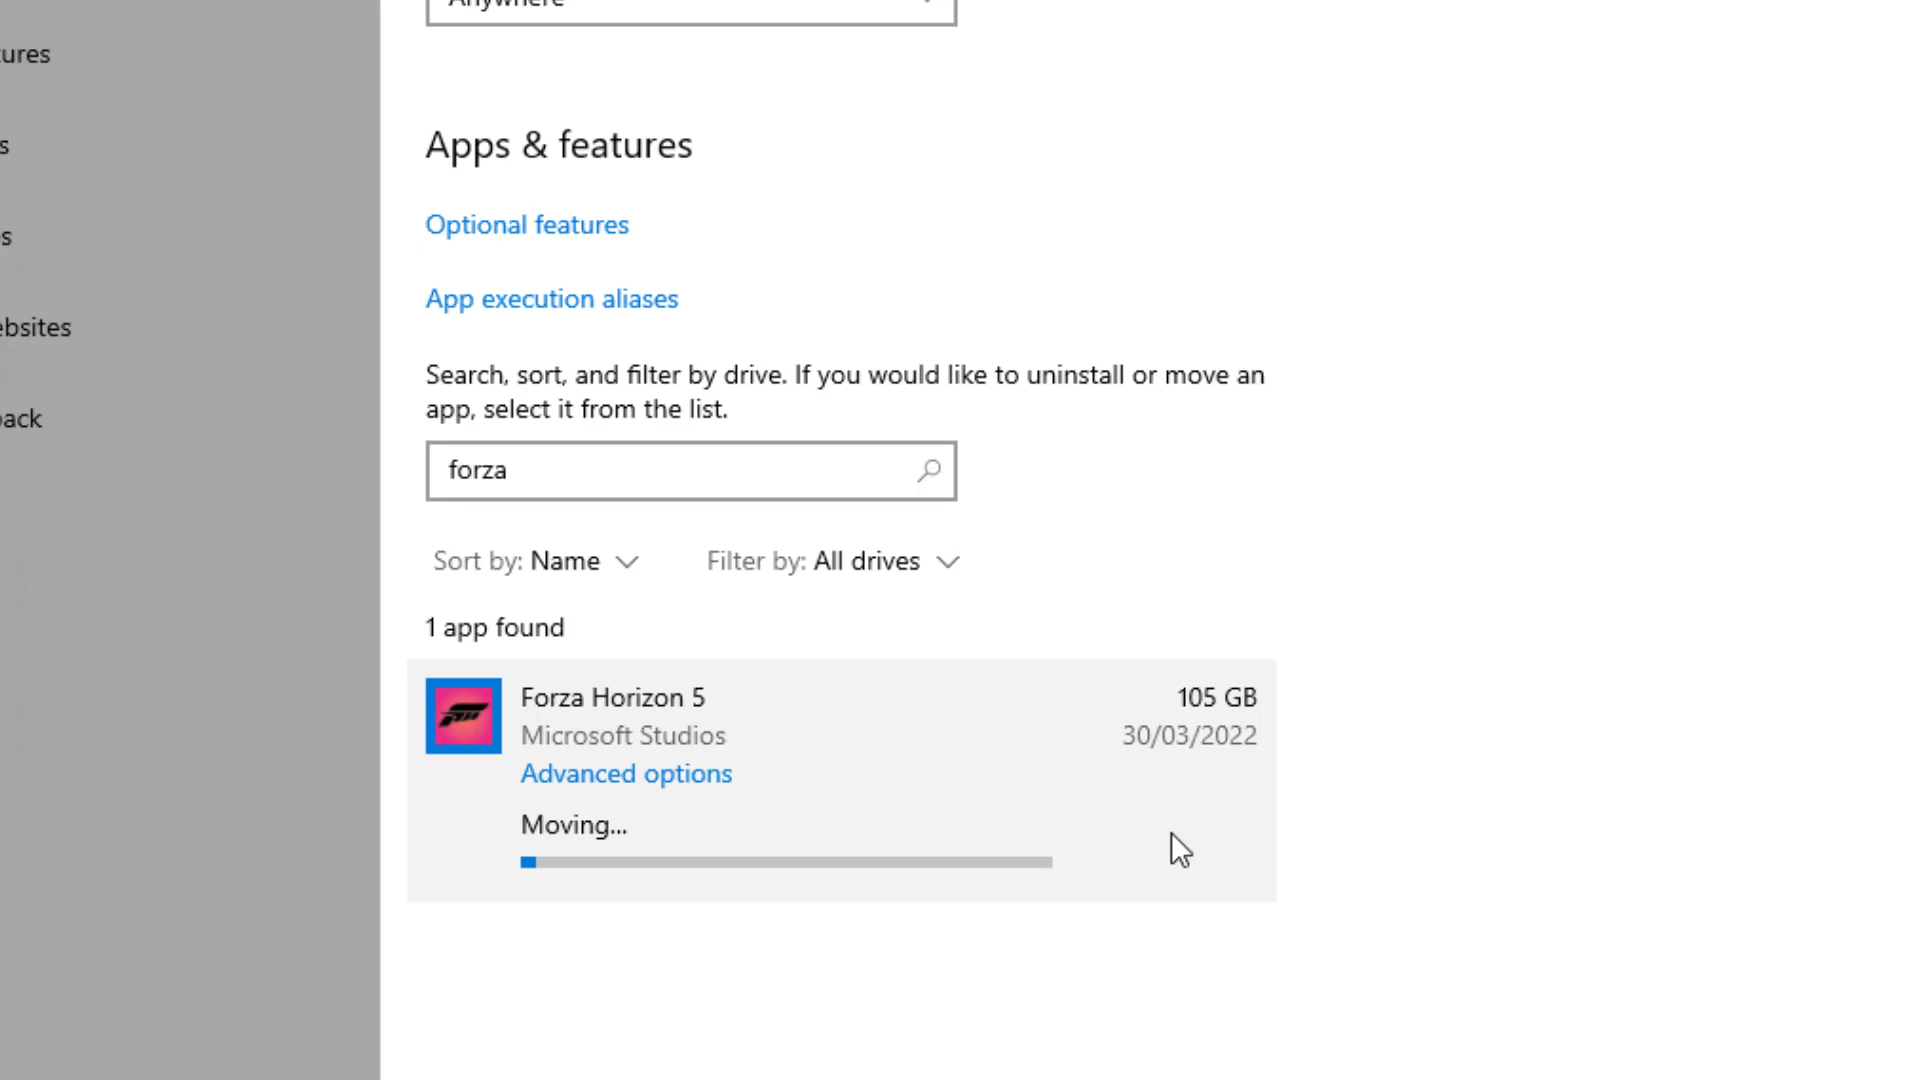 Anywhere
tures
s
s
ebsites
back
Apps & features
Optional features
App execution aliases
Search, sort, and filter by drive. If you would like to uninstall or move an
app, select it from the list.
forza
Sort by: Name
Filter by: All drives
1 app found
Forza Horizon 5
105 GB
Microsoft Studios
30/03/2022
Advanced options
Moving...